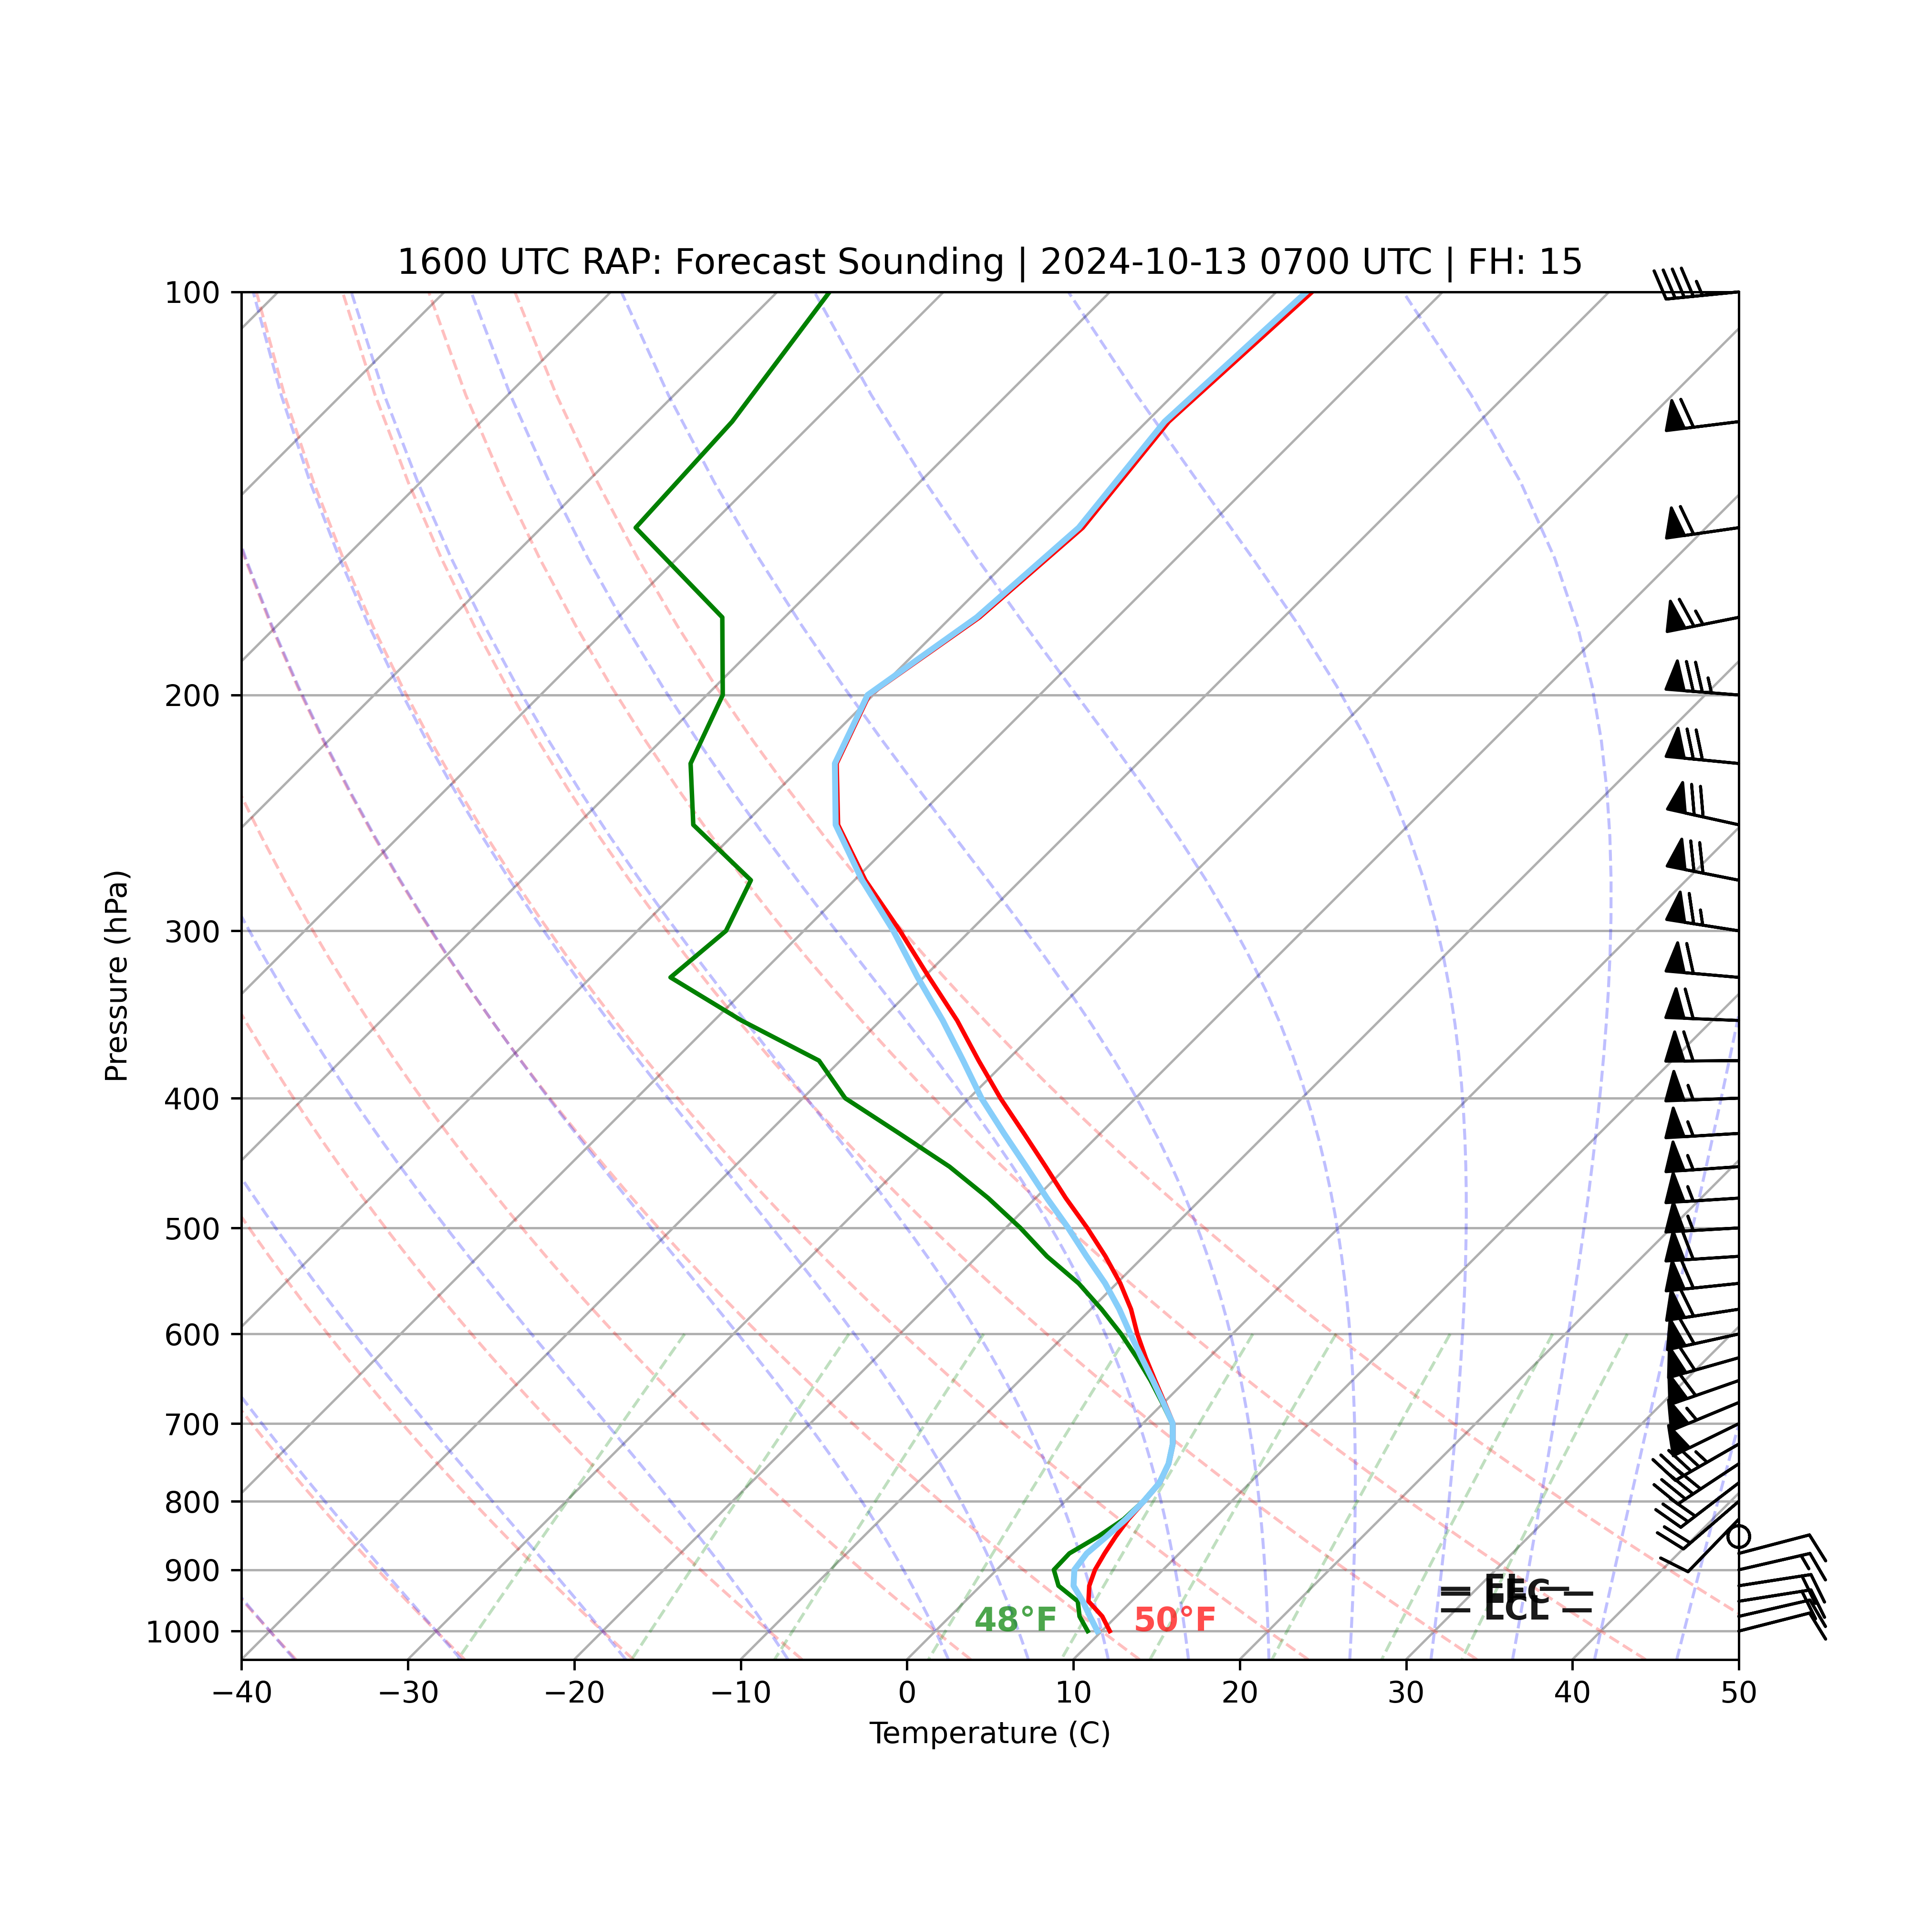 1600 UTC RAP: Forecast Sounding | 2024-10-13 0700 UTC | FH: 15
100
200
300
400
500
600
700
800
900
1000
Pressure (hPa)
48°F
50°F
— EL —
— LFC —
— LCL —
−40 −30 −20 −10 0 10 20 30 40 50
Temperature (C)